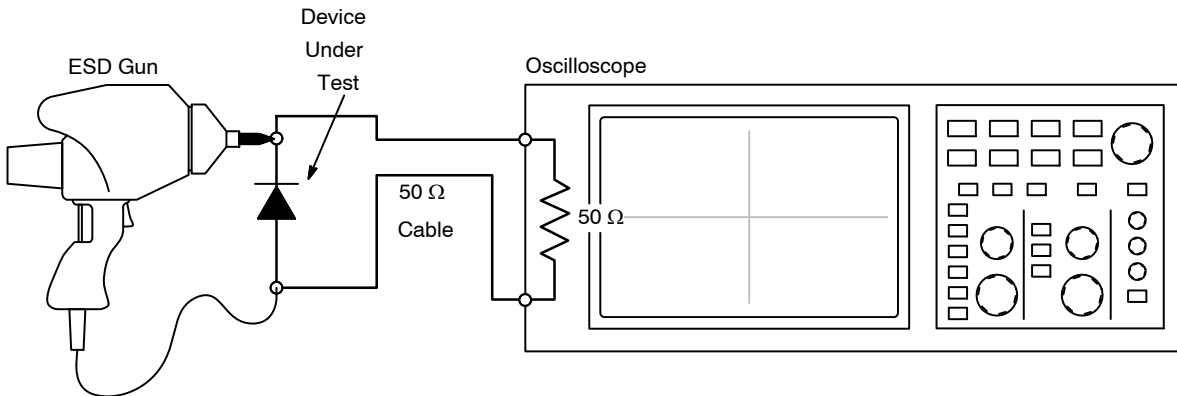 Device
Under
Test
ESD Gun
Oscilloscope
50 Ω
Cable
50 Ω